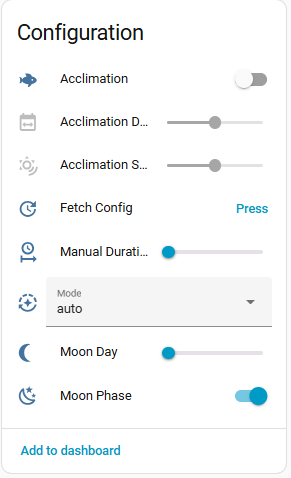 Configuration
Acclimation
Acclimation D...
Acclimation S...
Fetch Config Press
Manual Durati...
Mode
auto
Moon Day
Moon Phase
Add to dashboard